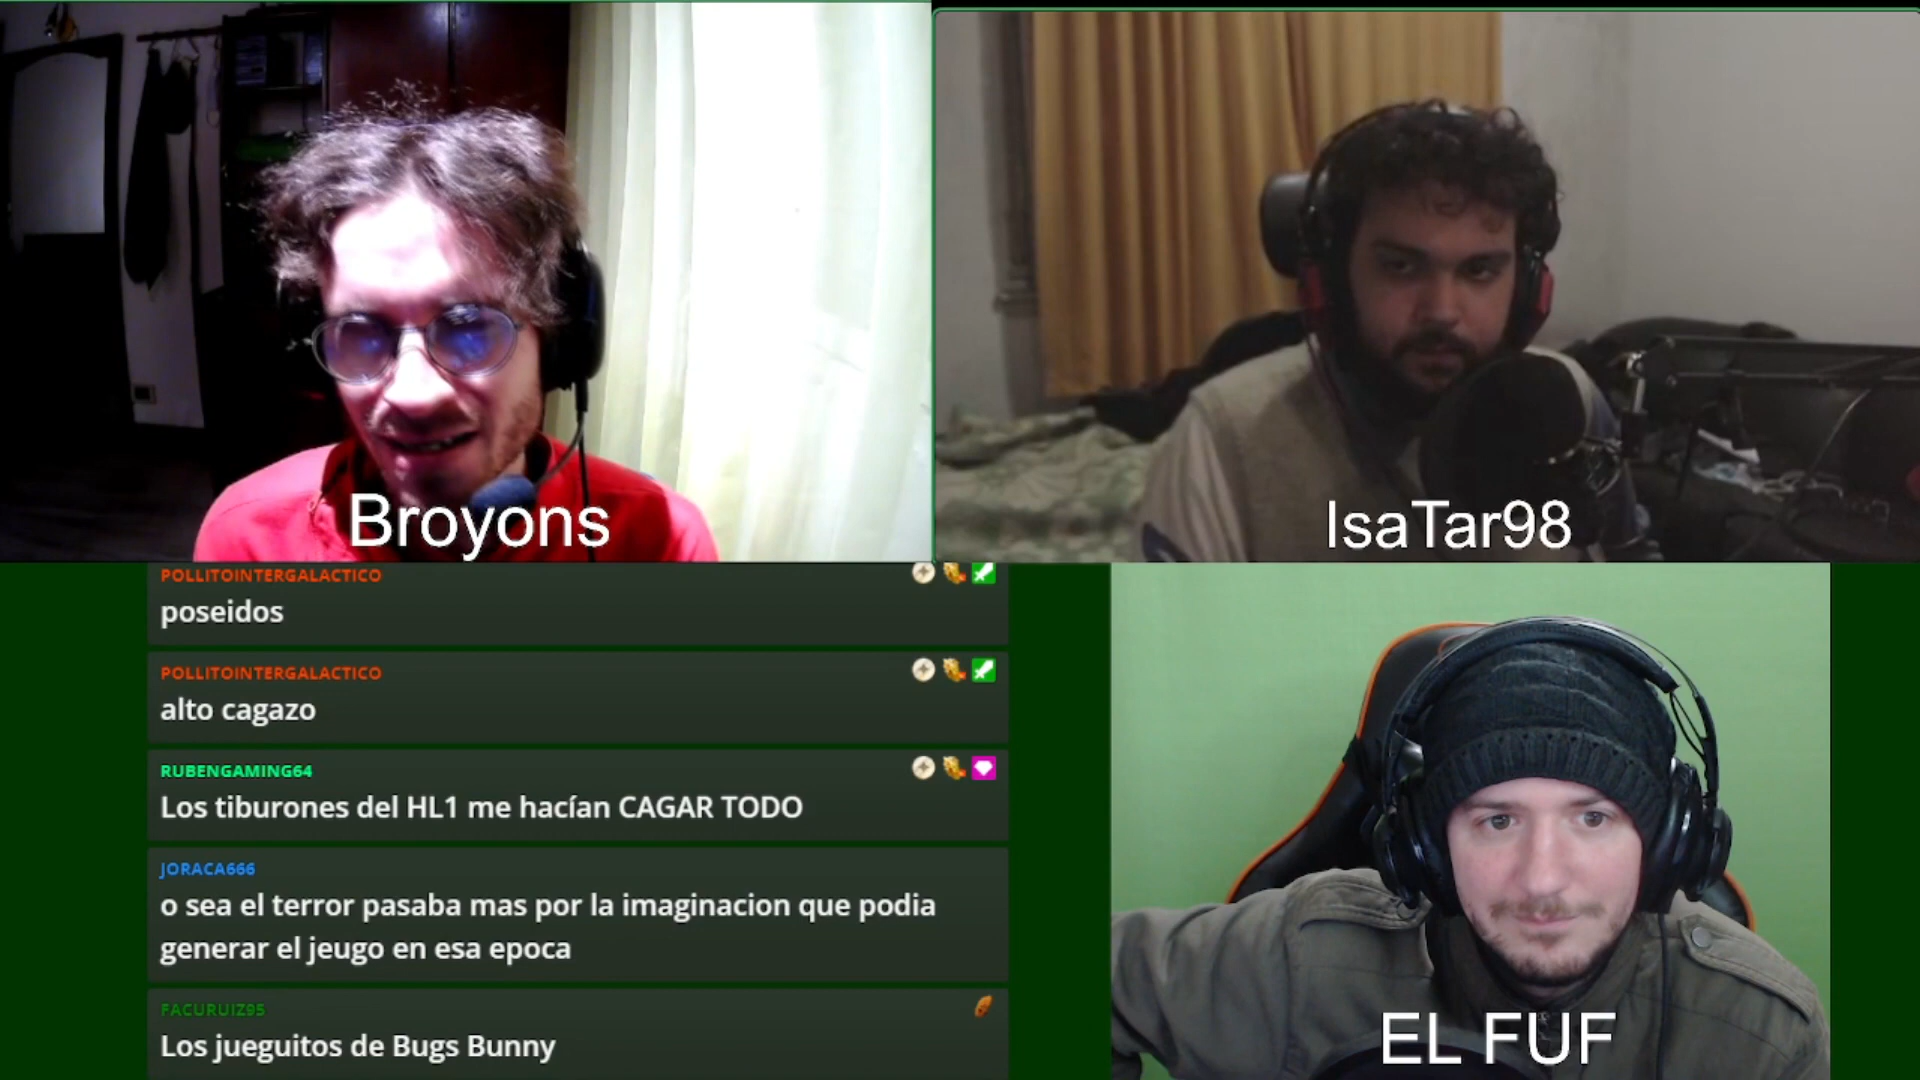 Broyons
IsaTar98
POLLITOINTERGALACTICO
poseidos
POLLITOINTERGALACTICO
alto cagazo
RUBENGAMING64
Los tiburones del HL1 me hacían CAGAR TODO
JORACA666
o sea el terror pasaba mas por la imaginacion que podia
generar el jeugo en esa epoca
FACURUIZ95
Los jueguitos de Bugs Bunny
EL FUF